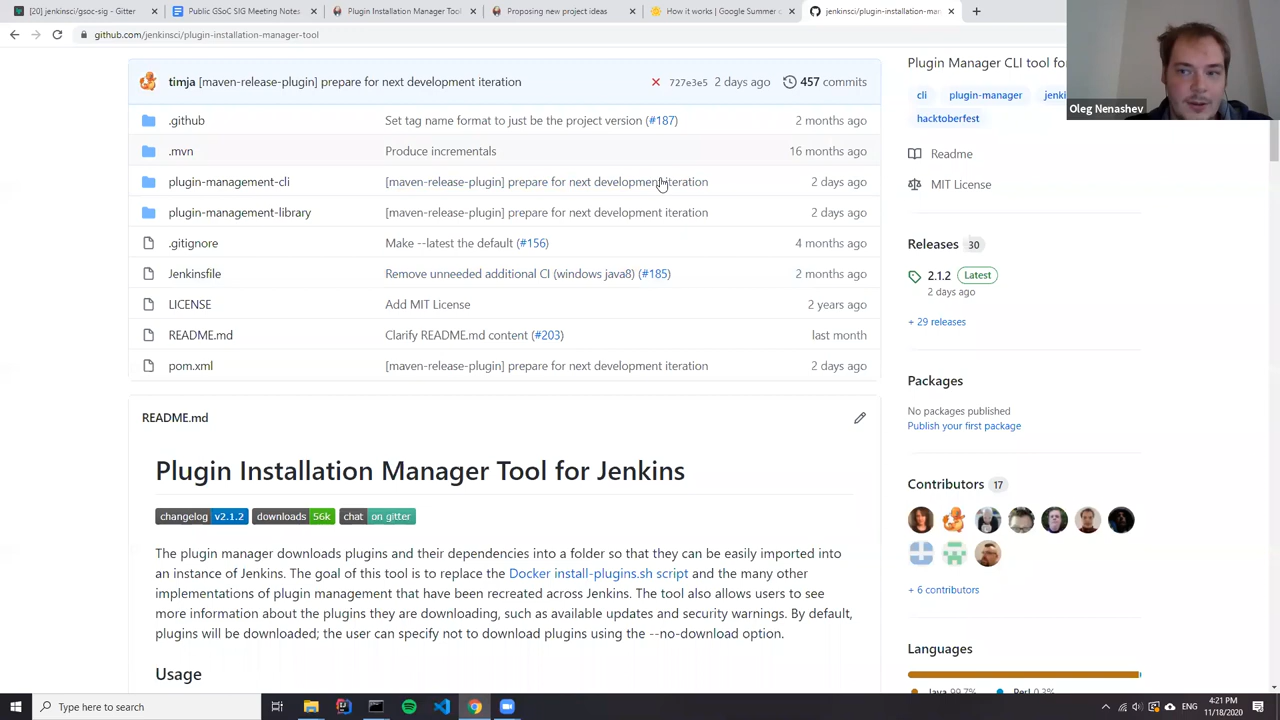 [20] jenkinsci/gsoc-sig - Gitter
Public GSoC SIG Meeting Notes
Plugin Installation Manager Tool
Proposing new project ideas
How it works | Google Summer o
jenkinsci/plugin-installation-mar
github.com/jenkinsci/plugin-installation-manager-tool
Oleg Nenashev
timja [maven-release-plugin] prepare for next development iteration
727e3e5 2 days ago 457 commits
.github Set tag name format to just be the project version (#187) 2 months ago
.mvn Produce incrementals 16 months ago
plugin-management-cli [maven-release-plugin] prepare for next development iteration 2 days ago
plugin-management-library [maven-release-plugin] prepare for next development iteration 2 days ago
.gitignore Make --latest the default (#156) 4 months ago
Jenkinsfile Remove unneeded additional CI (windows java8) (#185) 2 months ago
LICENSE Add MIT License 2 years ago
README.md Clarify README.md content (#203) last month
pom.xml [maven-release-plugin] prepare for next development iteration 2 days ago
README.md
Plugin Installation Manager Tool for Jenkins
changelog v2.1.2 downloads 56k chat on gitter
The plugin manager downloads plugins and their dependencies into a folder so that they can be easily imported into
an instance of Jenkins. The goal of this tool is to replace the Docker install-plugins.sh script and the many other
implementation of plugin management that have been recreated across Jenkins. The tool also allows users to see
more information about the plugins they are downloading, such as available updates and security warnings. By default,
plugins will be downloaded; the user can specify not to download plugins using the --no-download option.
Usage
Plugin Manager CLI tool fo
cli plugin-manager jenki
hacktoberfest
Readme
MIT License
Releases 30
2.1.2 Latest
2 days ago
+ 29 releases
Packages
No packages published
Publish your first package
Contributors 17
+ 6 contributors
Languages
Java 99.7% Perl 0.3%
Type here to search
ENG
4:21 PM
11/18/2020